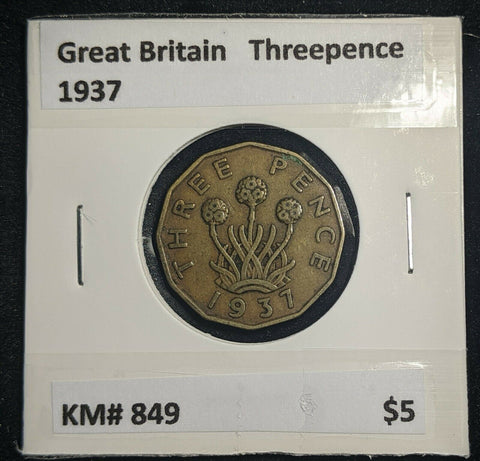 Great Britain Threepence
1937
THREE PENCE
1937
KM# 849 $5